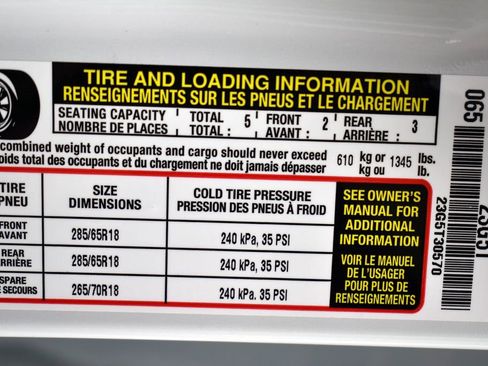 TIRE AND LOADING INFORMATION
RENSEIGNEMENTS SUR LES PNEUS ET LE CHARGEMENT
SEATING CAPACITY TOTAL 5 FRONT 2 REAR 3
NOMBRE DE PLACES TOTAL : AVANT : ARRIÈRE :
combined weight of occupants and cargo should never exceed 610 kg or 1345 lbs.
oids total des occupants et du chargement ne doit jamais dépasser kg ou lb.
TIRE SIZE COLD TIRE PRESSURE
PNEU DIMENSIONS PRESSION DES PNEUS À FROID
FRONT
AVANT 285/65R18 240 kPa, 35 PSI
REAR
RRIÈRE 285/65R18 240 kPa, 35 PSI
SPARE
E SECOURS 265/70R18 240 kPa. 35 PSI
SEE OWNER'S
MANUAL FOR
ADDITIONAL
INFORMATION
VOIR LE MANUEL
DE L'USAGER
POUR PLUS DE
RENSEIGNEMENTS
065
23G5130570